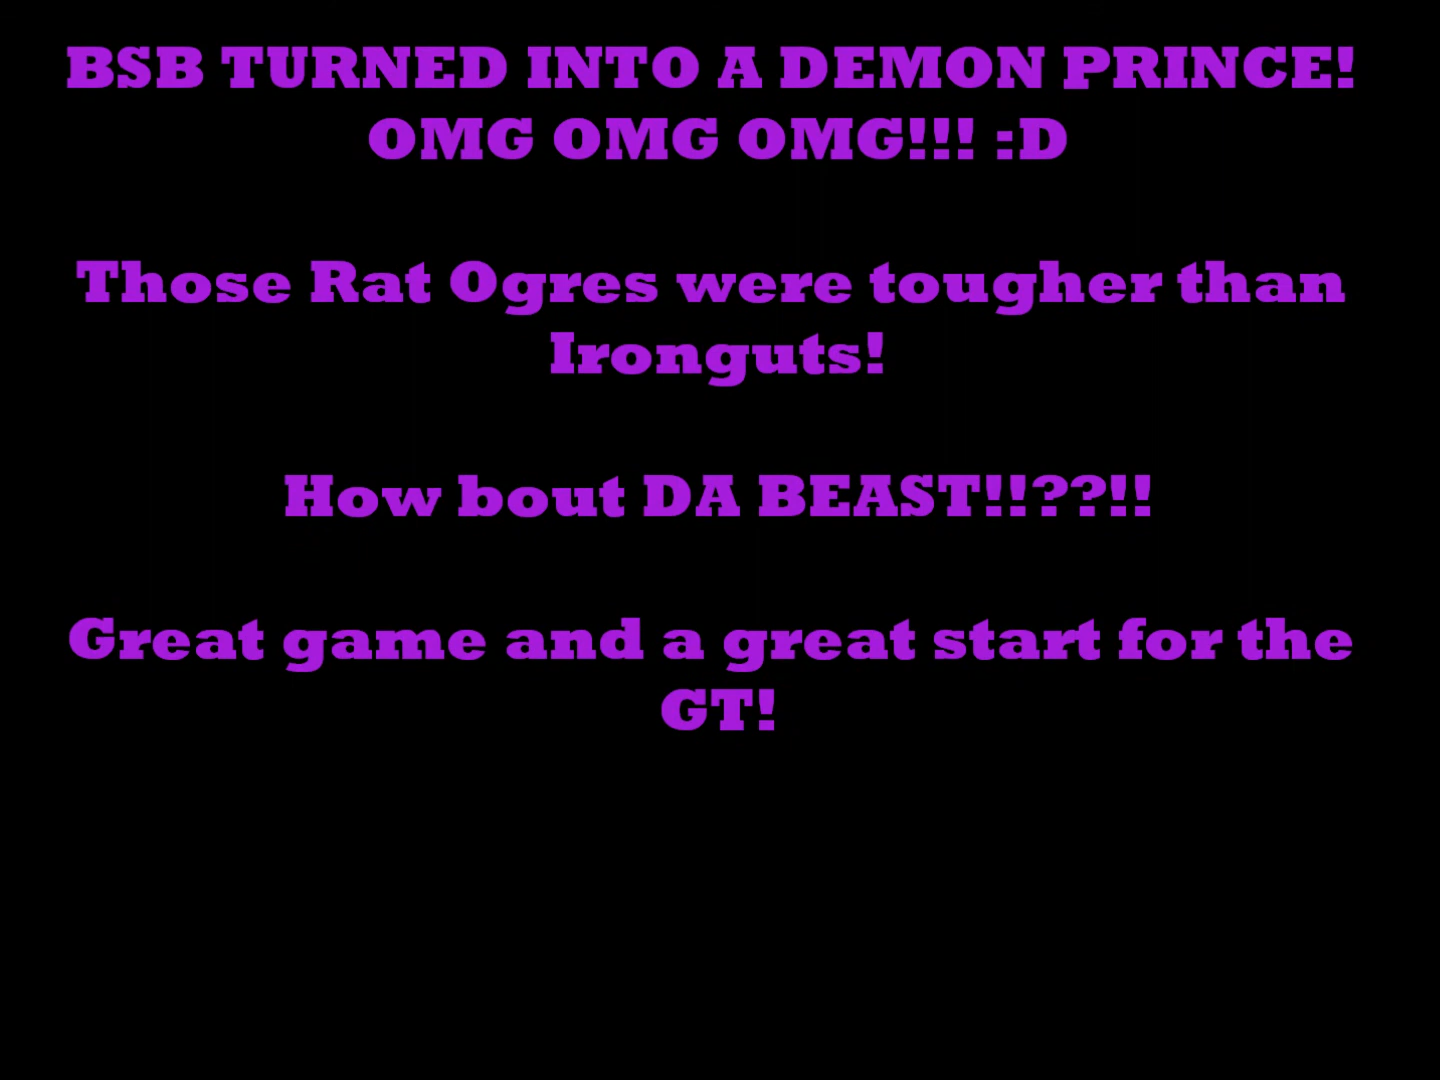 BSB TURNED INTO A DEMON PRINCE!
OMG OMG OMG!!! :D
Those Rat Ogres were tougher than
Ironguts!
How bout DA BEAST!!??!!
Great game and a great start for the
GT!